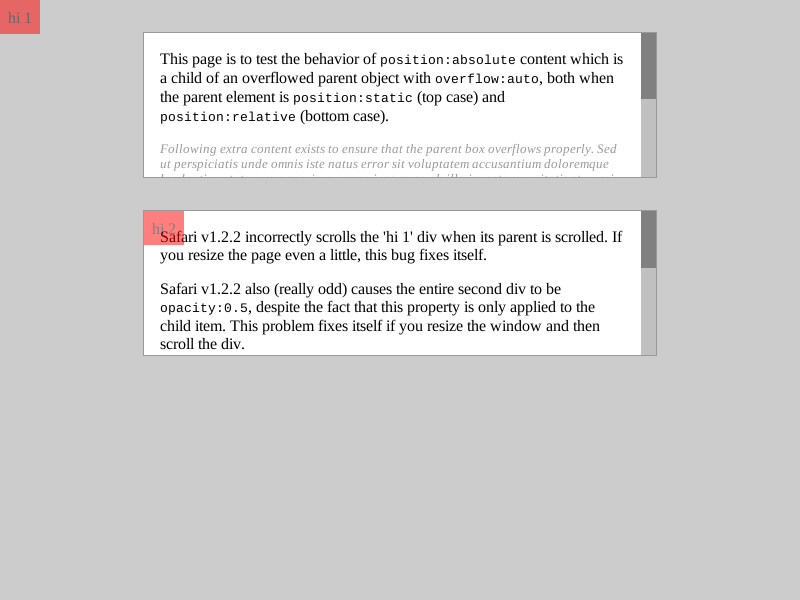 hi 1
This page is to test the behavior of position:absolute content which is
a child of an overflowed parent object with overflow:auto, both when
the parent element is position:static (top case) and
position:relative (bottom case).
Following extra content exists to ensure that the parent box overflows properly. Sed
ut perspiciatis unde omnis iste natus error sit voluptatem accusantium doloremque
hi 2
Safari v1.2.2 incorrectly scrolls the 'hi 1' div when its parent is scrolled. If
you resize the page even a little, this bug fixes itself.
Safari v1.2.2 also (really odd) causes the entire second div to be
opacity:0.5, despite the fact that this property is only applied to the
child item. This problem fixes itself if you resize the window and then
scroll the div.